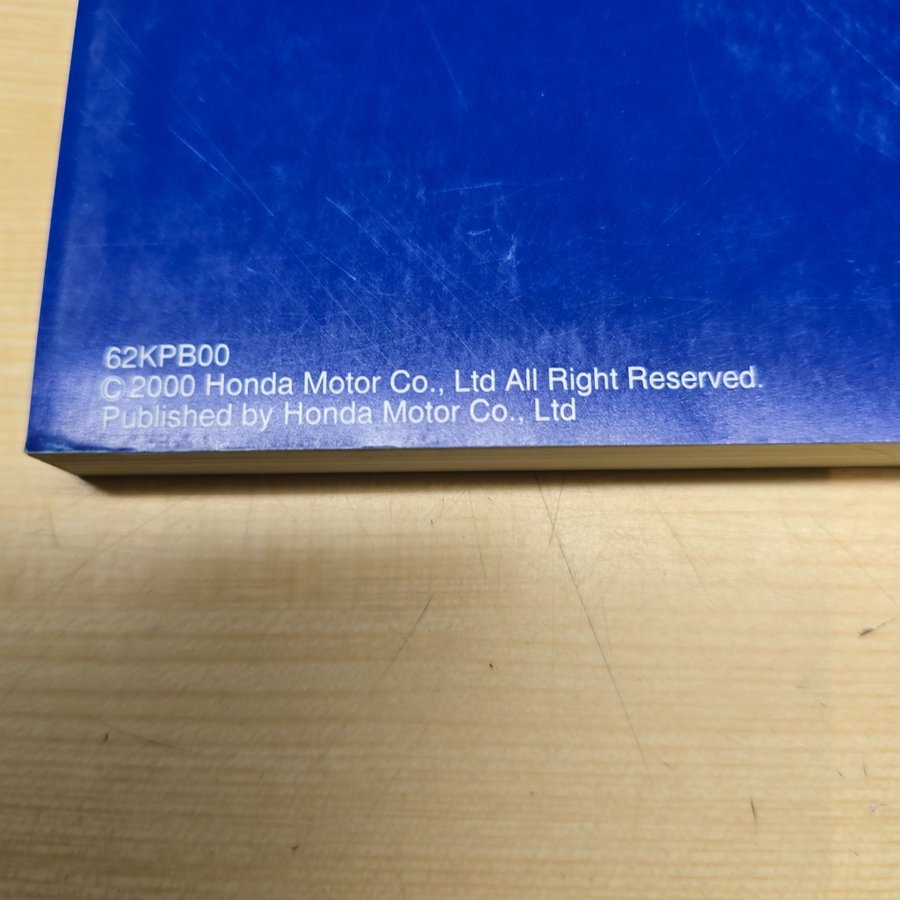 62KPB00
© 2000 Honda Motor Co., Ltd All Right Reserved.
Published by Honda Motor Co., Ltd